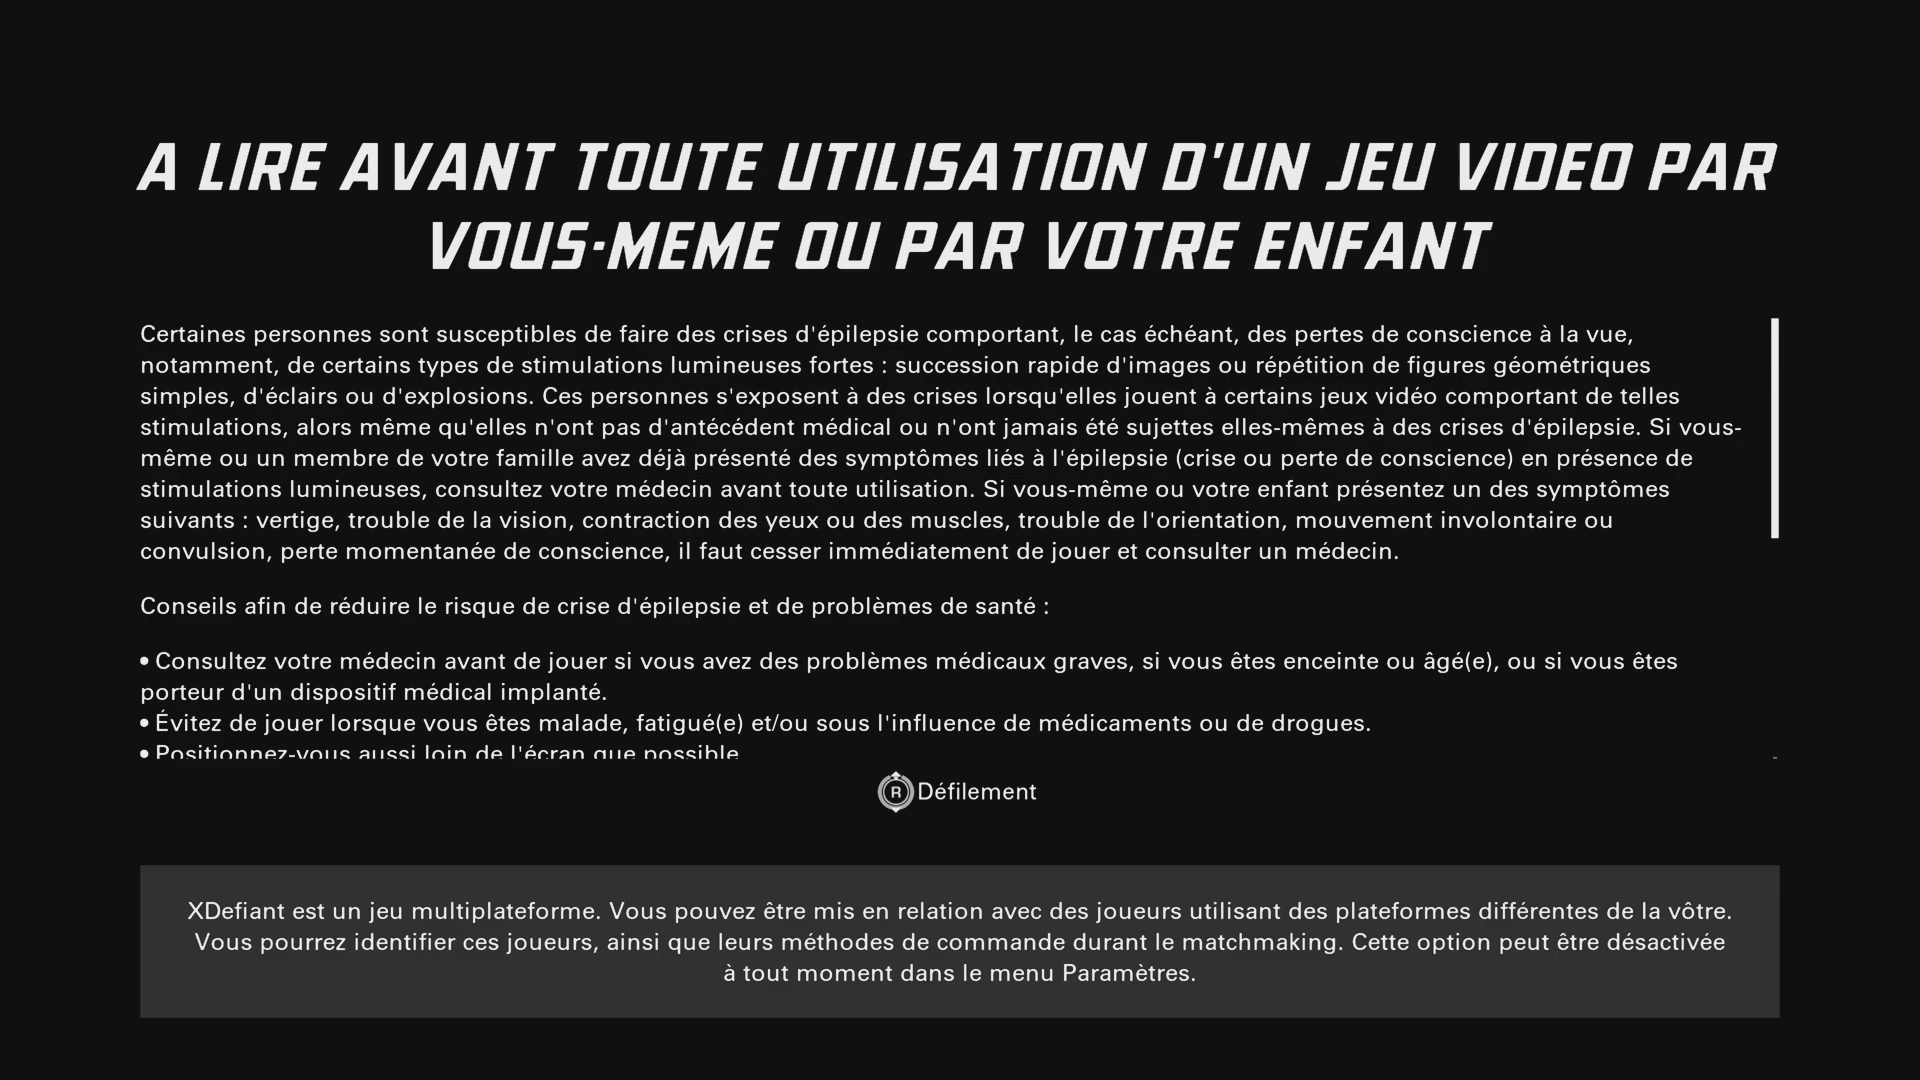 A LIRE AVANT TOUTE UTILISATION D'UN JEU VIDEO PAR
VOUS-MEME OU PAR VOTRE ENFANT
Certaines personnes sont susceptibles de faire des crises d'épilepsie comportant, le cas échéant, des pertes de conscience à la vue,
notamment, de certains types de stimulations lumineuses fortes : succession rapide d'images ou répétition de figures géométriques
simples, d'éclairs ou d'explosions. Ces personnes s'exposent à des crises lorsqu'elles jouent à certains jeux vidéo comportant de telles
stimulations, alors même qu'elles n'ont pas d'antécédent médical ou n'ont jamais été sujettes elles-mêmes à des crises d'épilepsie. Si vous-
même ou un membre de votre famille avez déjà présenté des symptômes liés à l'épilepsie (crise ou perte de conscience) en présence de
stimulations lumineuses, consultez votre médecin avant toute utilisation. Si vous-même ou votre enfant présentez un des symptômes
suivants : vertige, trouble de la vision, contraction des yeux ou des muscles, trouble de l'orientation, mouvement involontaire ou
convulsion, perte momentanée de conscience, il faut cesser immédiatement de jouer et consulter un médecin.
Conseils afin de réduire le risque de crise d'épilepsie et de problèmes de santé :
• Consultez votre médecin avant de jouer si vous avez des problèmes médicaux graves, si vous êtes enceinte ou âgé(e), ou si vous êtes
porteur d'un dispositif médical implanté.
• Évitez de jouer lorsque vous êtes malade, fatigué(e) et/ou sous l'influence de médicaments ou de drogues.
• Positionnez-vous aussi loin de l'écran que possible
R Défilement
XDefiant est un jeu multiplateforme. Vous pouvez être mis en relation avec des joueurs utilisant des plateformes différentes de la vôtre.
Vous pourrez identifier ces joueurs, ainsi que leurs méthodes de commande durant le matchmaking. Cette option peut être désactivée
à tout moment dans le menu Paramètres.